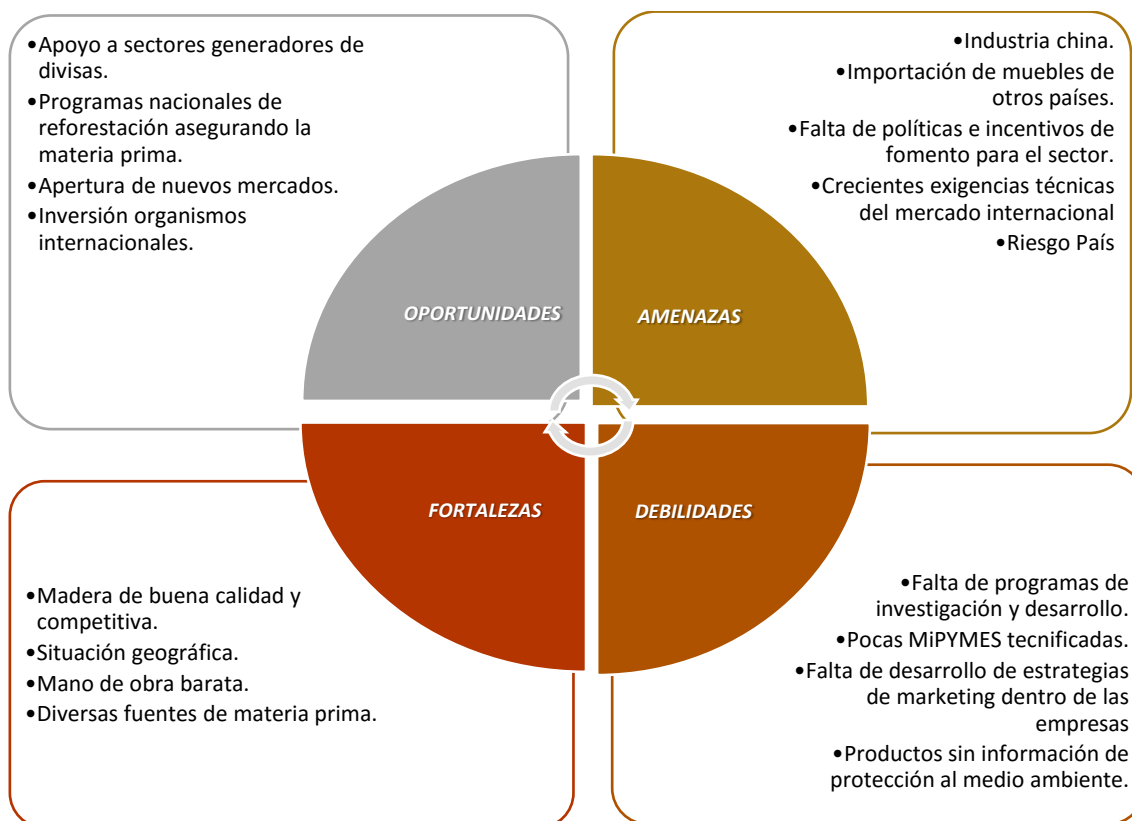 •Apoyo a sectores generadores de
divisas.
•Programas nacionales de
reforestación asegurando la
materia prima.
•Apertura de nuevos mercados.
•Inversión organismos
internacionales.
•Industria china.
•Importación de muebles de
otros países.
•Falta de políticas e incentivos de
fomento para el sector.
•Crecientes exigencias técnicas
del mercado internacional
•Riesgo País
OPORTUNIDADES
AMENAZAS
FORTALEZAS
DEBILIDADES
•Madera de buena calidad y
competitiva.
•Situación geográfica.
•Mano de obra barata.
•Diversas fuentes de materia prima.
•Falta de programas de
investigación y desarrollo.
•Pocas MiPYMES tecnificadas.
•Falta de desarrollo de estrategias
de marketing dentro de las
empresas
•Productos sin información de
protección al medio ambiente.